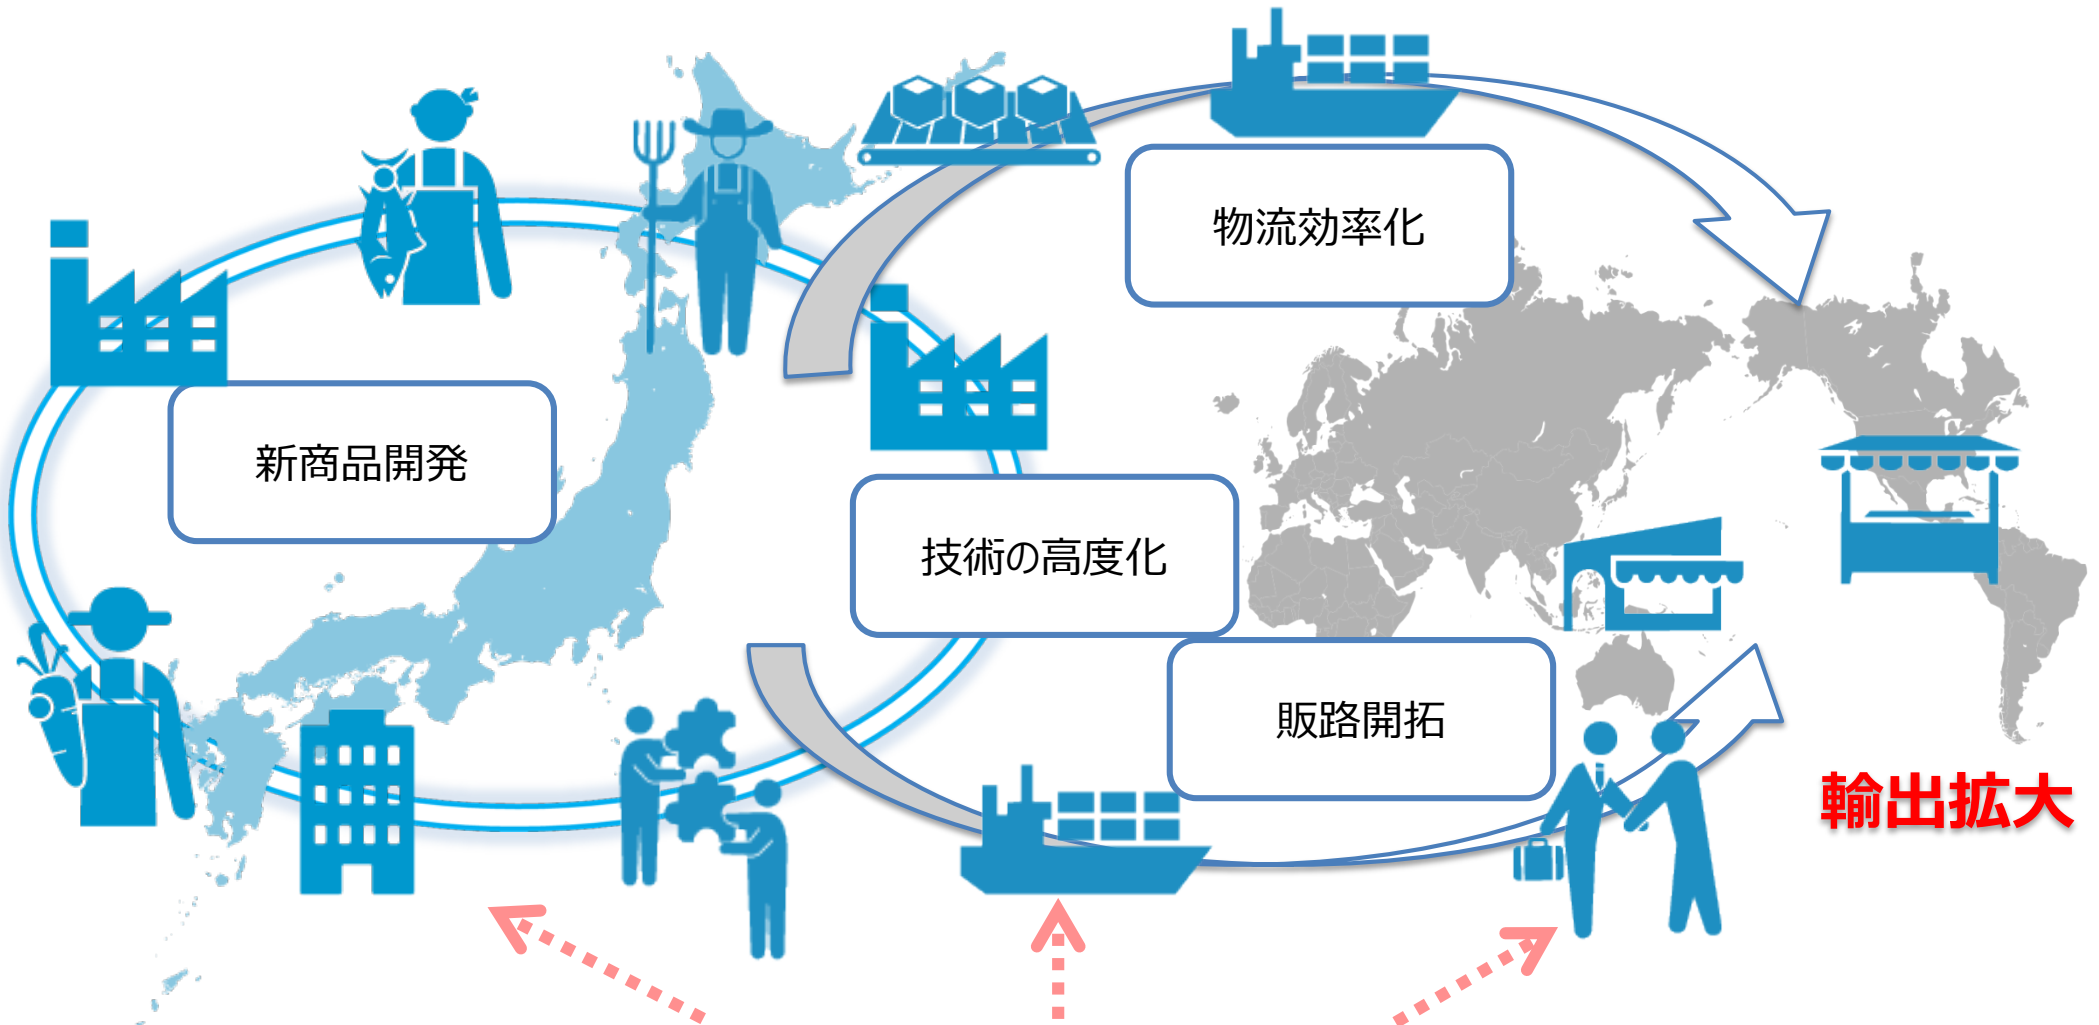 物流効率化
新商品開発
技術の高度化
販路開拓
輸出拡大